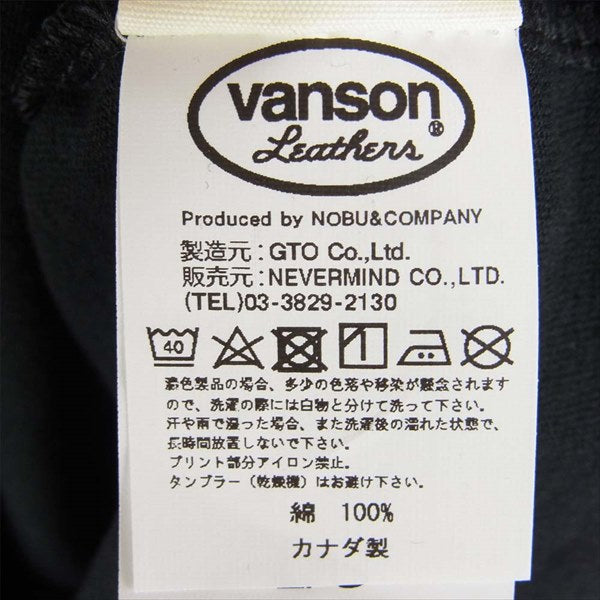 vanson®
Leathers
Produced by NOBU&COMPANY
製造元：GTO Co.,Ltd.
販売元：NEVERMIND CO.,LTD.
(TEL)03-3829-2130
40
濃色製品の場合、多少の色落や移染が懸念されます
ので、洗濯の際には白物と分けて洗って下さい。
汗や雨で湿った場合、また洗濯後の濡れた状態で、
長時間放置しないで下さい。
プリント部分アイロン禁止。
タンブラー（乾燥機）はお避け下さい。
綿 100%
カナダ製